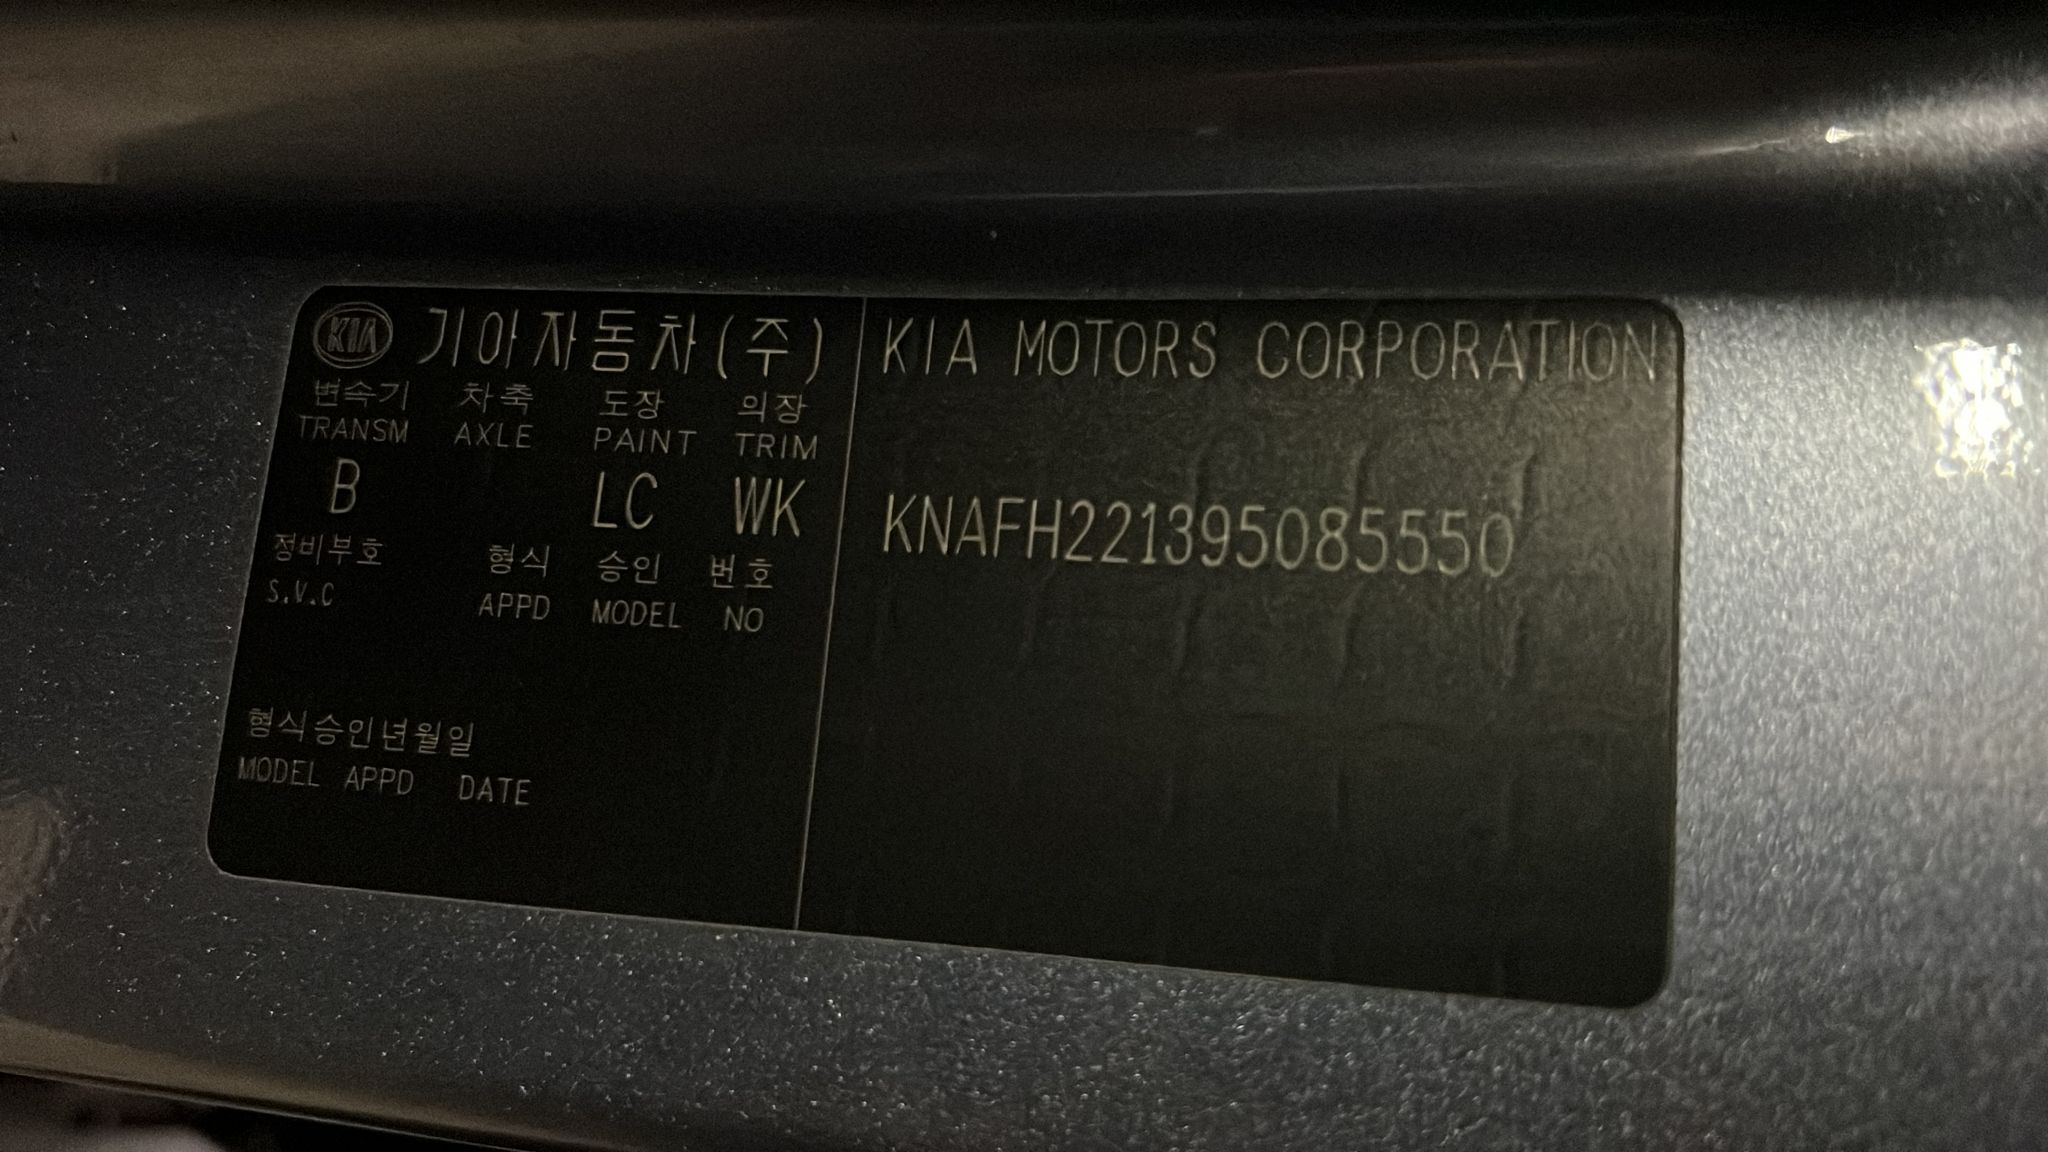 KIA 기아자동차(주)
변속기 차축 도장 의장
TRANSM AXLE PAINT TRIM
B LC WK
정비부호 형식 승인 번호
S.V.C APPD MODEL NO
형식승인년월일
MODEL APPD DATE
KIA MOTORS CORPORATION
KNAFH221395085550